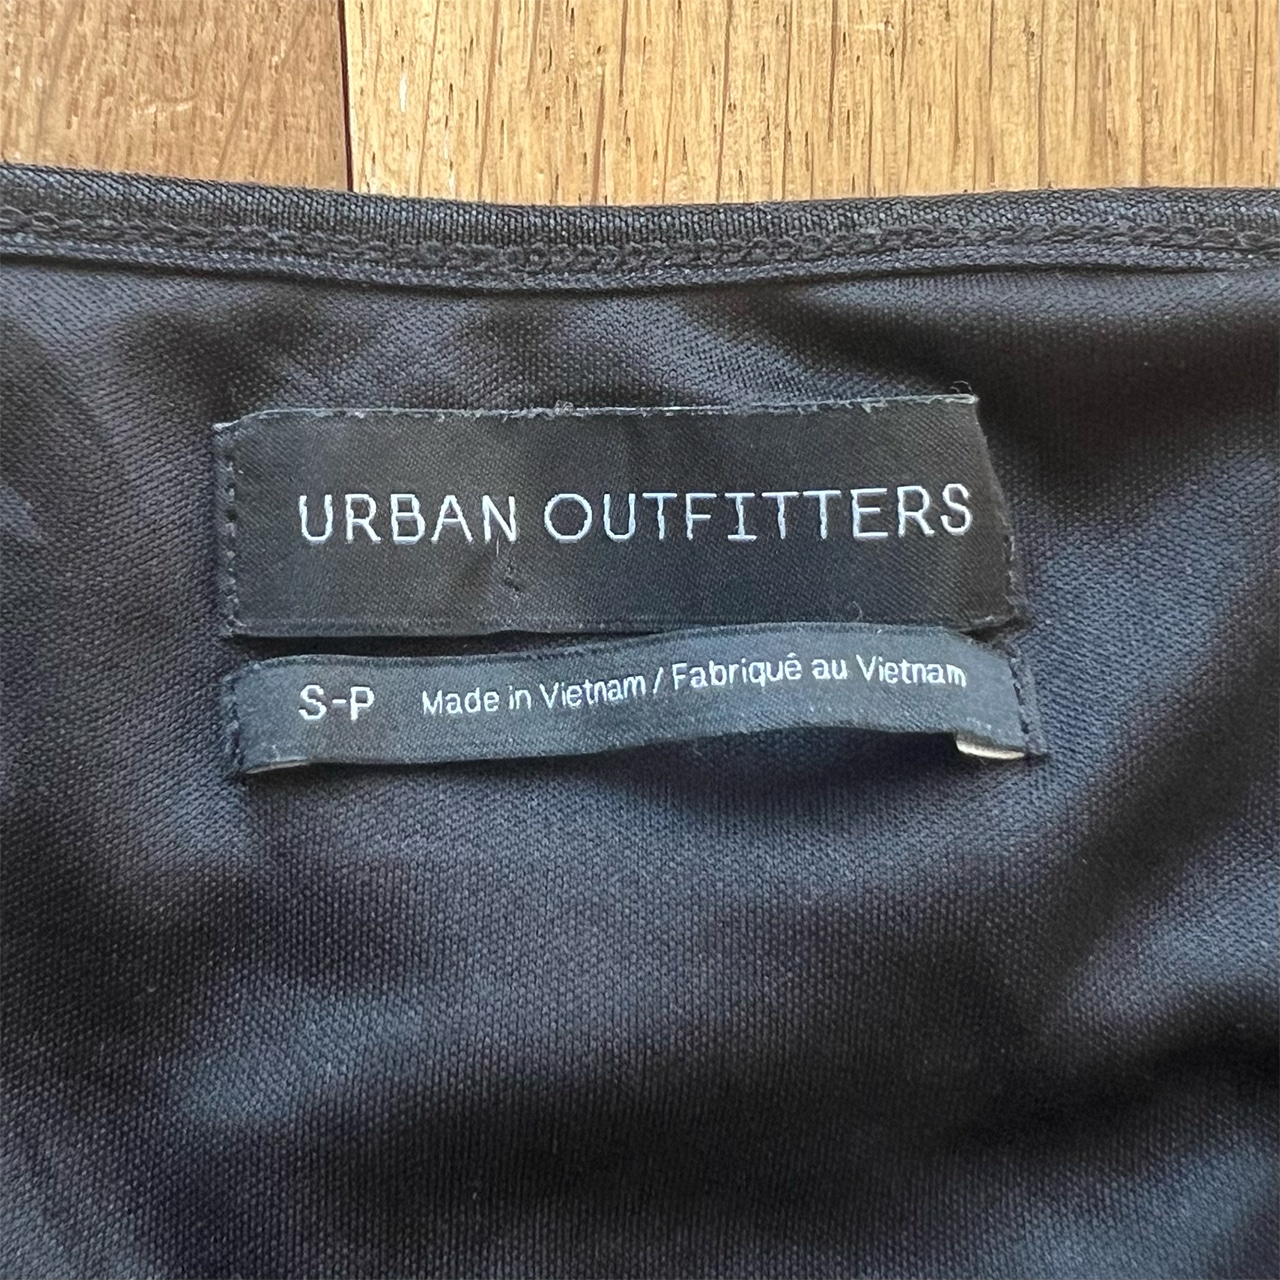 URBAN OUTFITTERS
S-P Made in Vietnam / Fabriqué au Vietnam